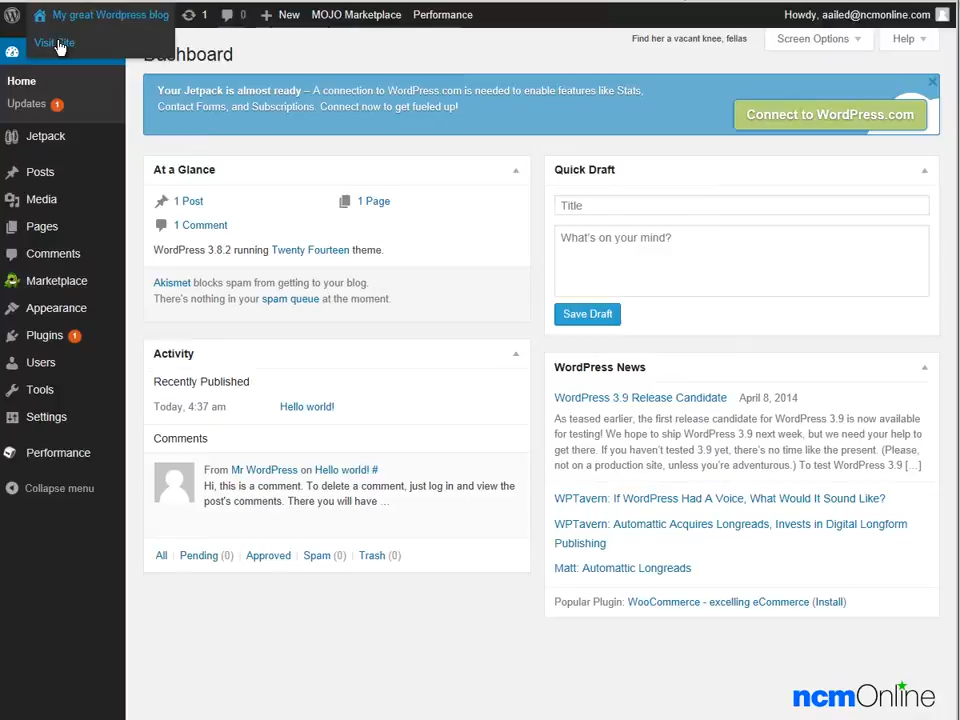 My great Wordpress blog 1 0 New MOJO Marketplace Performance Howdy, aailed@ncmonline.com
Visit Site
Find her a vacant knee, fellas Screen Options Help
Dashboard
Home
Updates 1
Jetpack
Posts
Media
Pages
Comments
Marketplace
Appearance
Plugins 1
Users
Tools
Settings
Performance
Collapse menu
Your Jetpack is almost ready – A connection to WordPress.com is needed to enable features like Stats,
Contact Forms, and Subscriptions. Connect now to get fueled up!
Connect to WordPress.com
At a Glance
1 Post 1 Page
1 Comment
WordPress 3.8.2 running Twenty Fourteen theme.
Akismet blocks spam from getting to your blog.
There's nothing in your spam queue at the moment.
Activity
Recently Published
Today, 4:37 am Hello world!
Comments
From Mr WordPress on Hello world! #
Hi, this is a comment. To delete a comment, just log in and view the
post's comments. There you will have …
All | Pending (0) | Approved | Spam (0) | Trash (0)
Quick Draft
Title
What's on your mind?
Save Draft
WordPress News
WordPress 3.9 Release Candidate April 8, 2014
As teased earlier, the first release candidate for WordPress 3.9 is now available
for testing! We hope to ship WordPress 3.9 next week, but we need your help to
get there. If you haven't tested 3.9 yet, there's no time like the present. (Please,
not on a production site, unless you're adventurous.) To test WordPress 3.9 […]
WPTavern: If WordPress Had A Voice, What Would It Sound Like?
WPTavern: Automattic Acquires Longreads, Invests in Digital Longform
Publishing
Matt: Automattic Longreads
Popular Plugin: WooCommerce - excelling eCommerce (Install)
ncmOnline